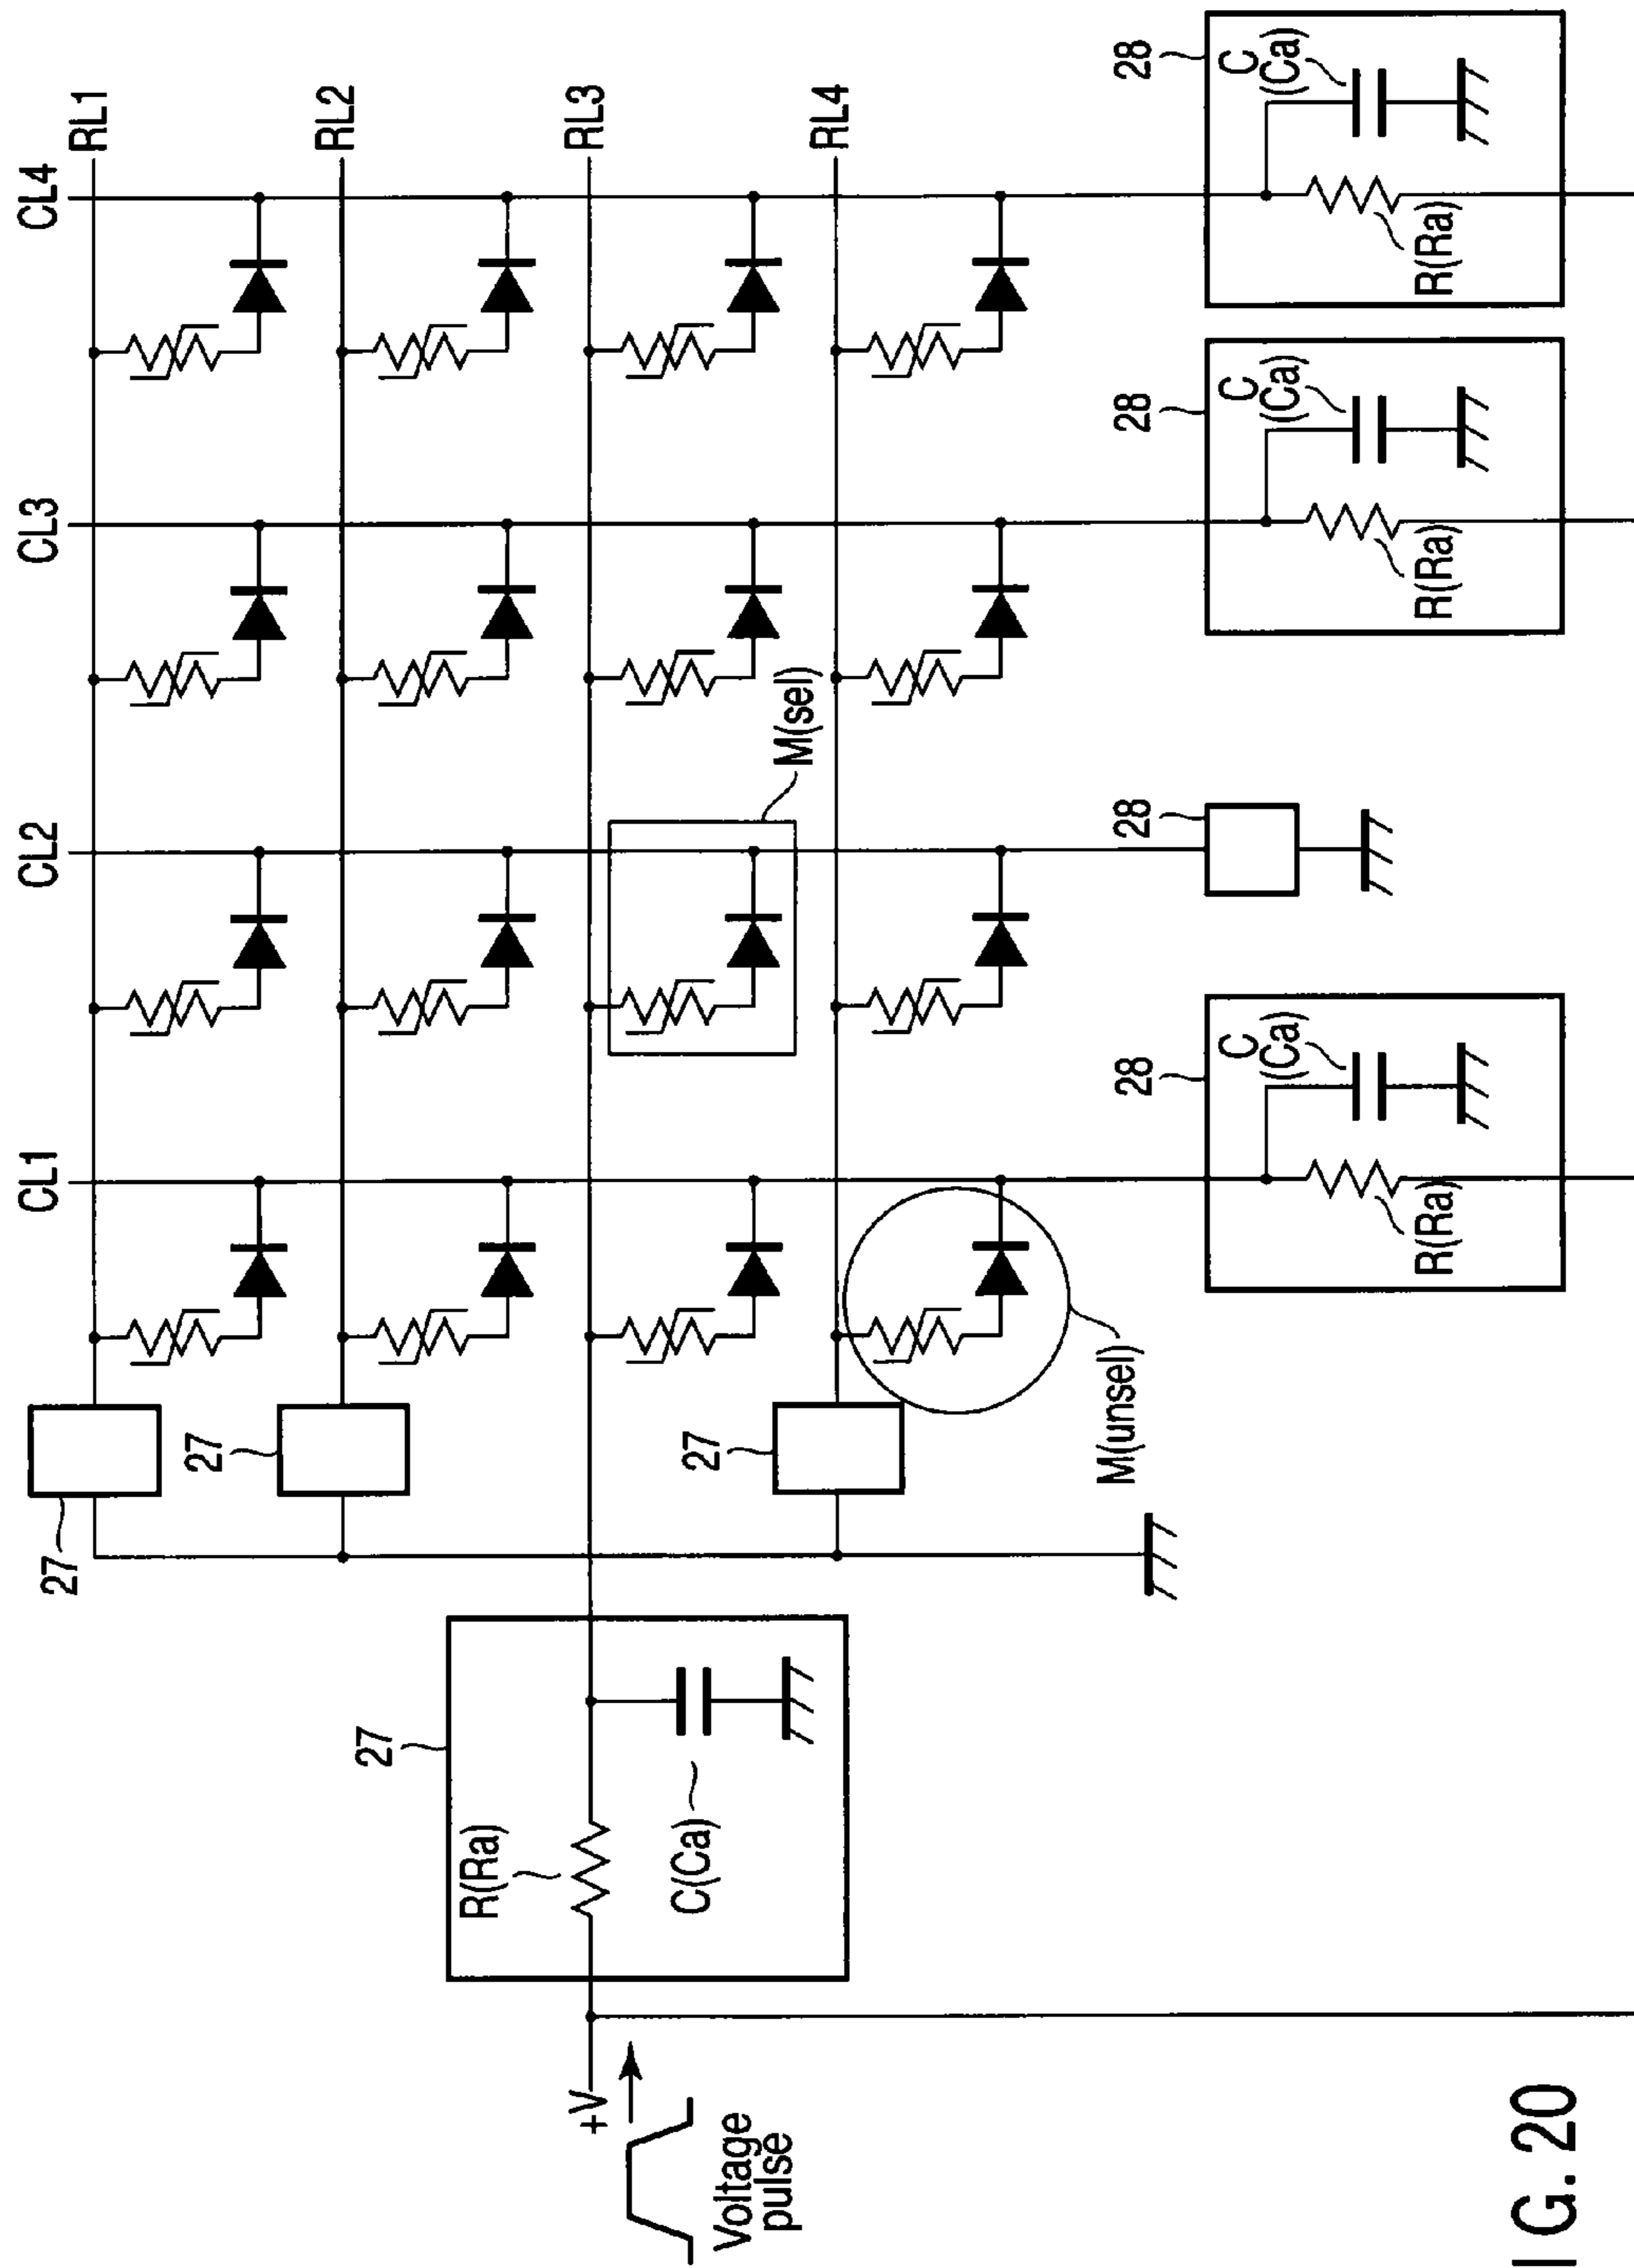 CL1
CL2
CL3
CL4
RL1
RL2
RL3
RL4
27
27
27
27
R(Ra)
C(Ca)
+V
Voltage
pulse
M(sel)
M(unsel)
28
C
(Ca)
R(Ra)
28
28
C
(Ca)
R(Ra)
28
C
(Ca)
R(Ra)
I G. 20